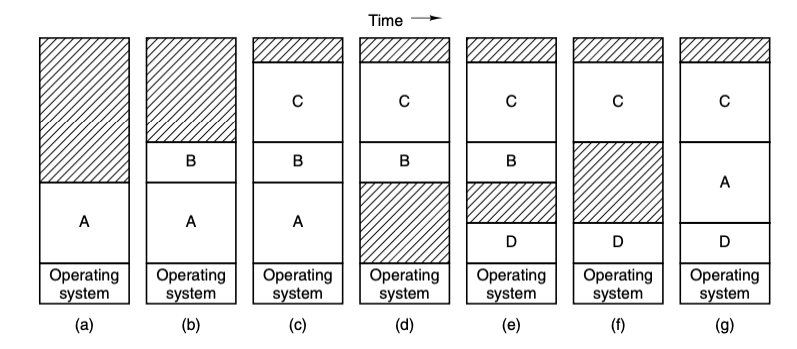 Time
C
C
C
C
C
B
B
B
B
A
A
A
A
D
D
D
Operating
system
Operating
system
Operating
system
Operating
system
Operating
system
Operating
system
Operating
system
(a)
(b)
(c)
(d)
(e)
(f)
(g)